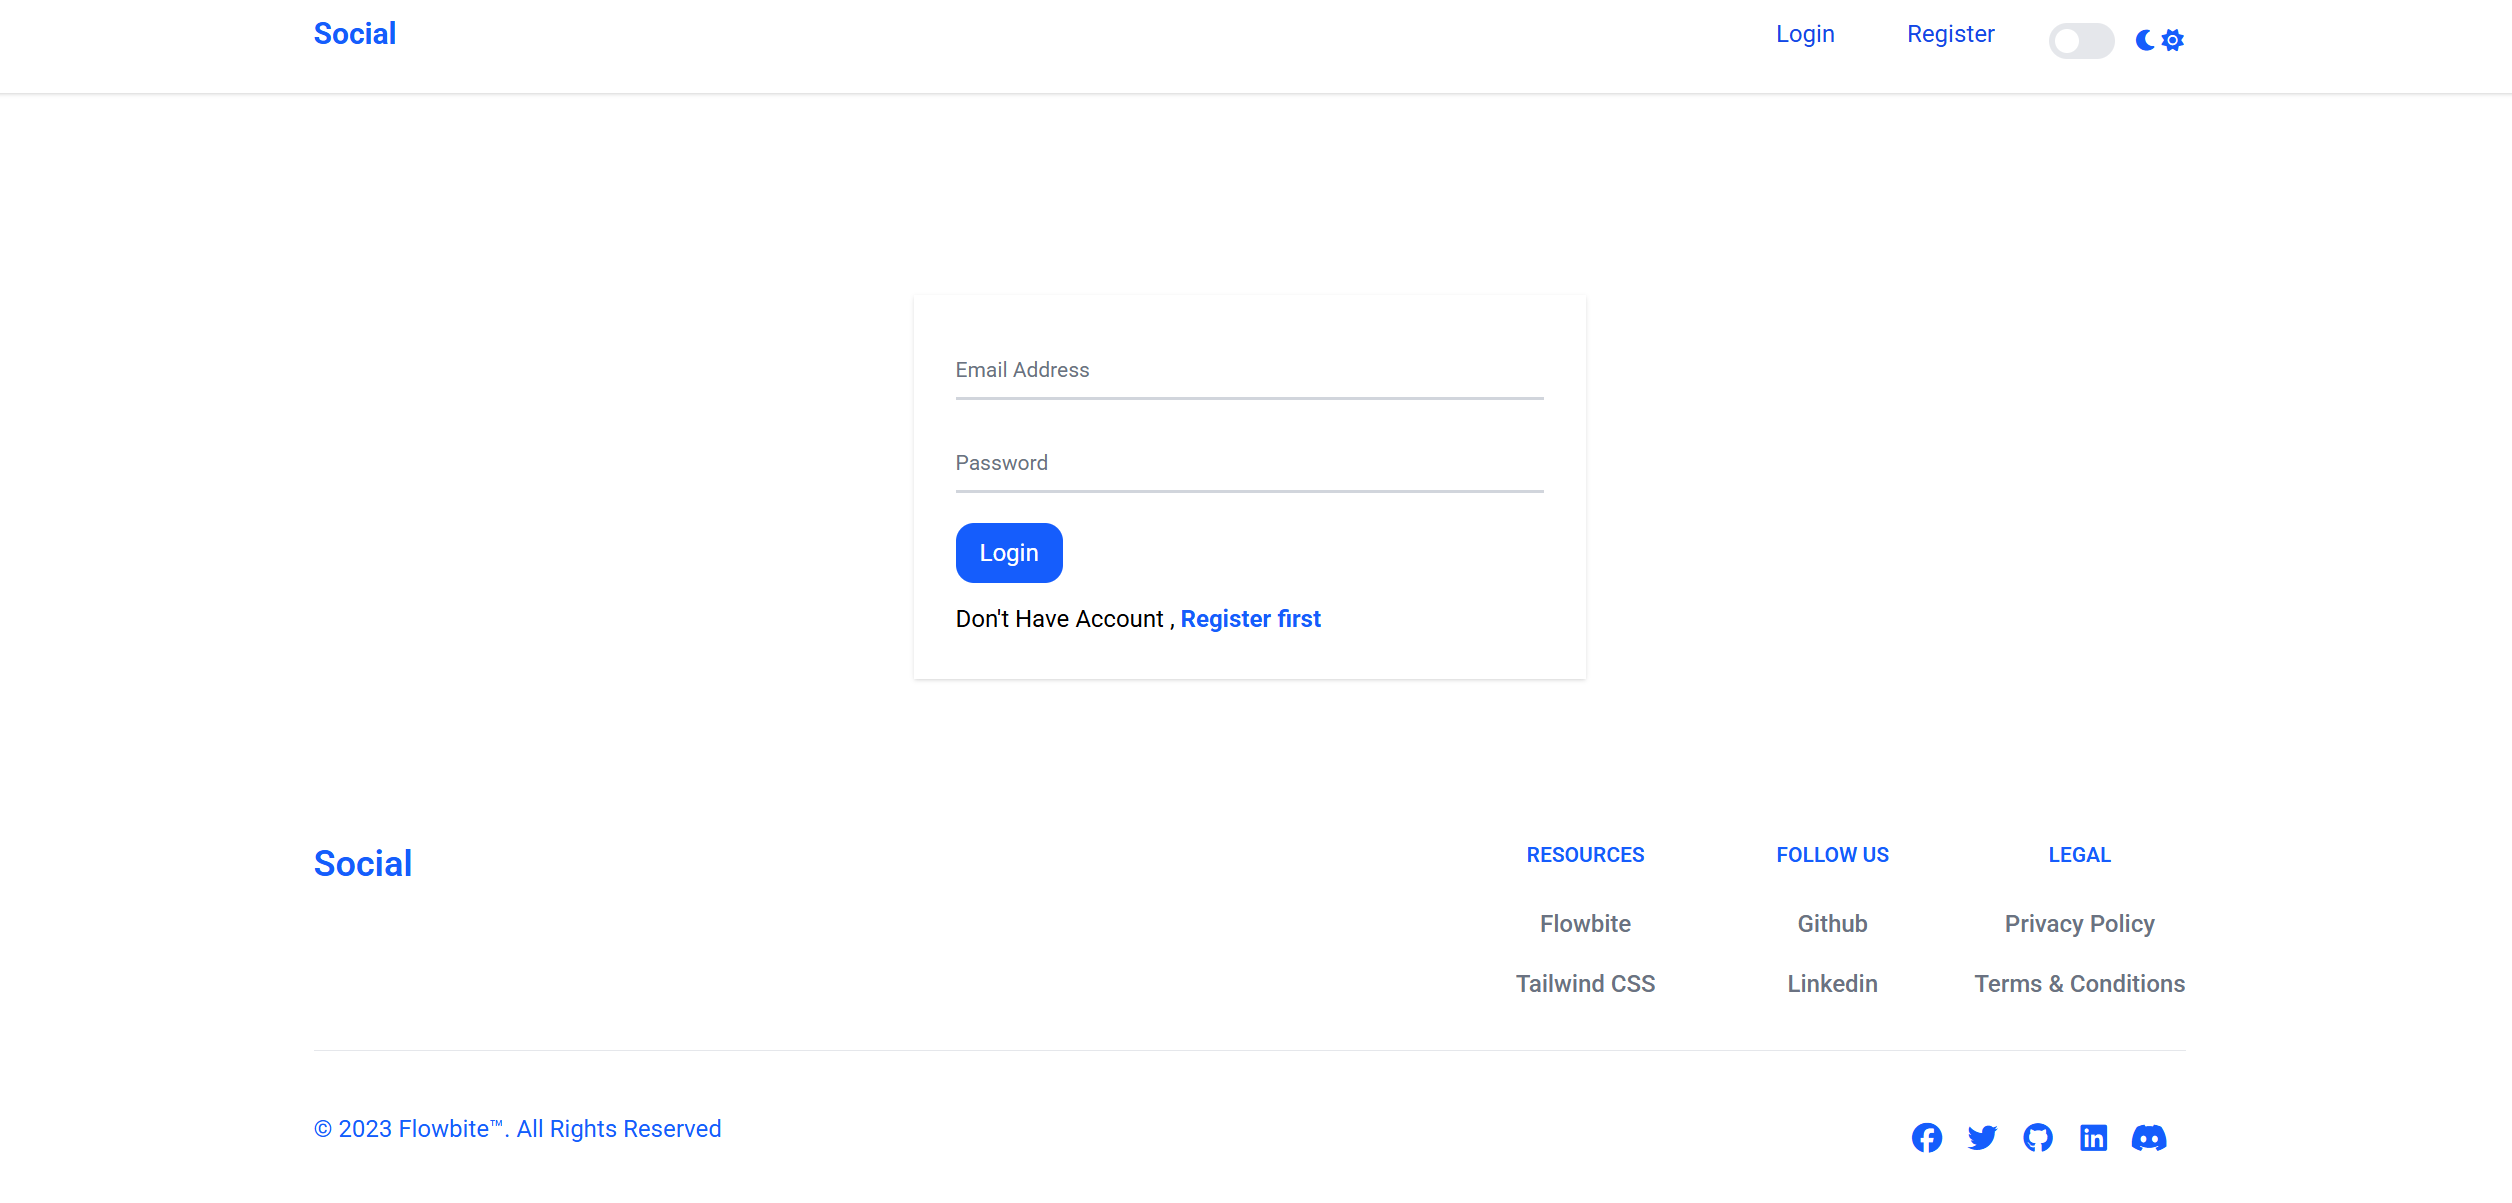 Social
Login Register
Email Address
Password
Login
Don't Have Account , Register first
Social
RESOURCES FOLLOW US LEGAL
Flowbite Github Privacy Policy
Tailwind CSS Linkedin Terms & Conditions
© 2023 Flowbite™. All Rights Reserved